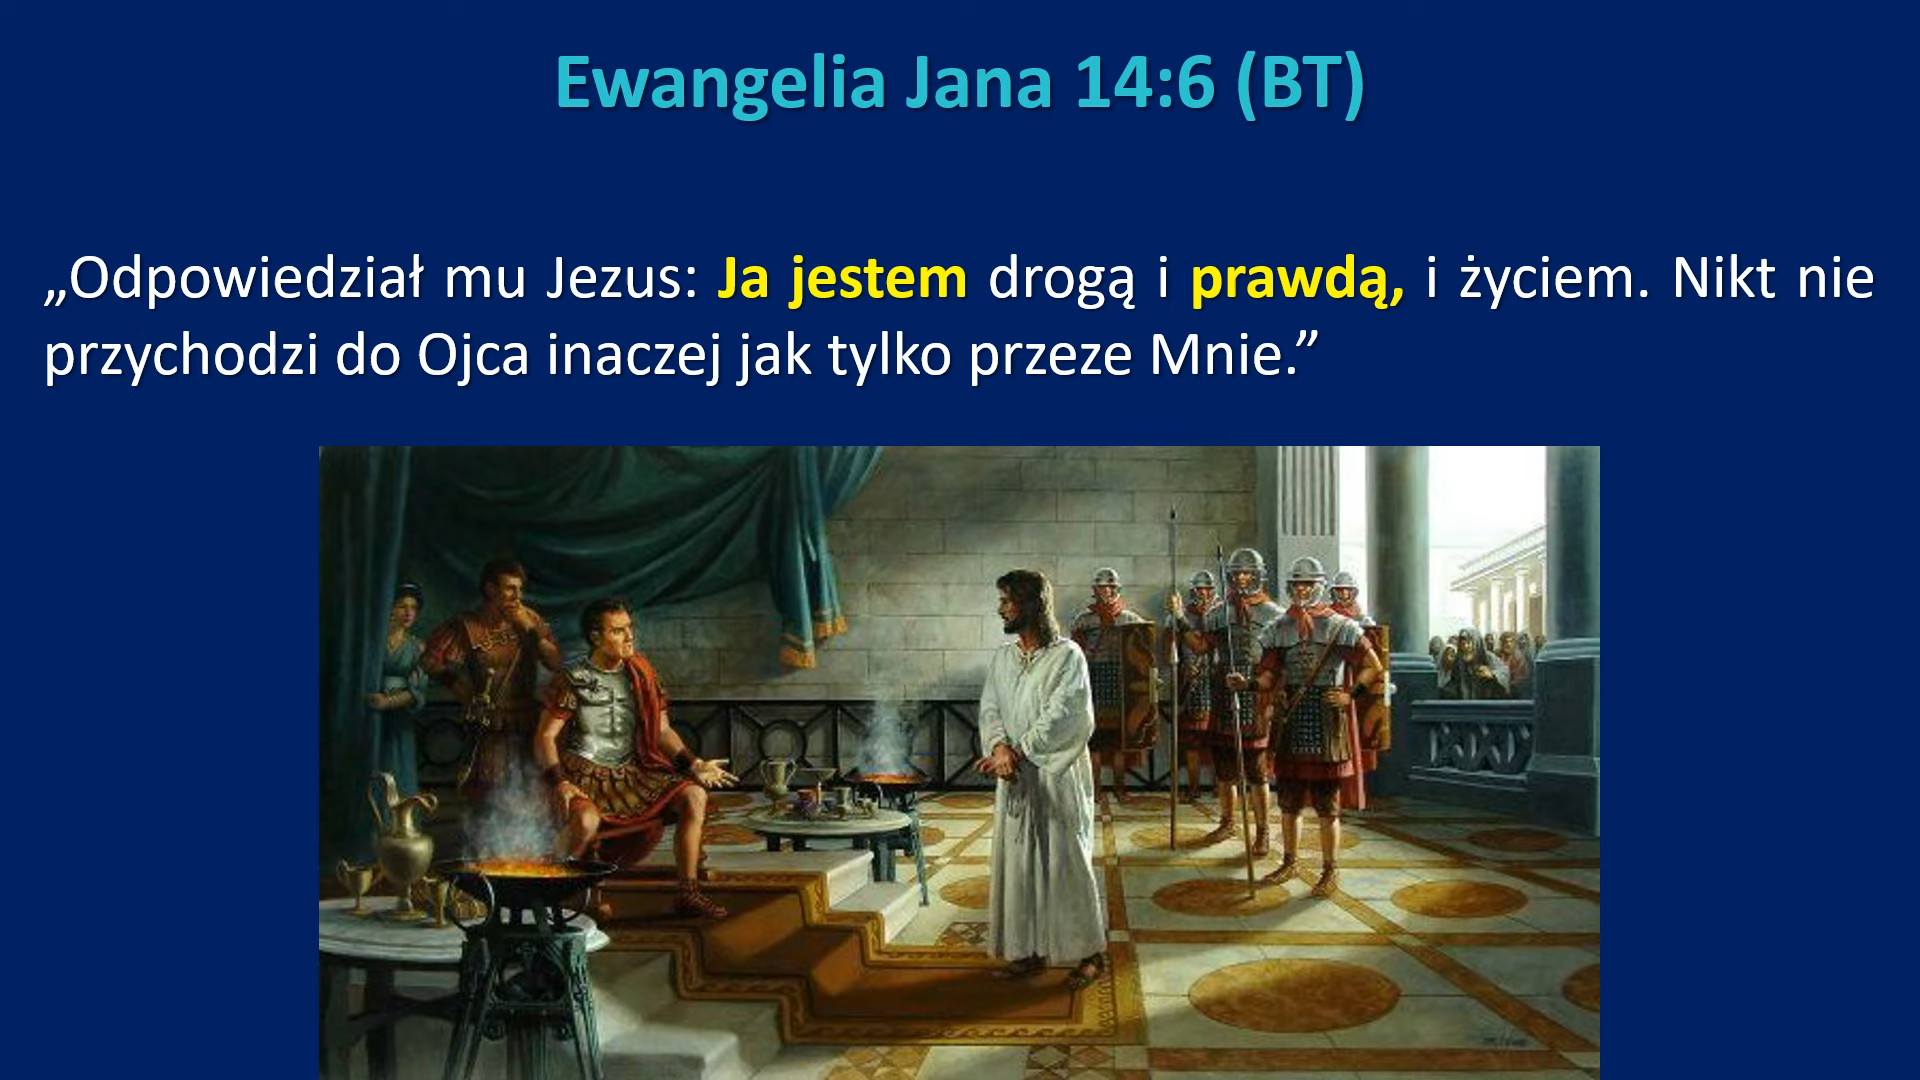 Ewangelia Jana 14:6 (BT)
„Odpowiedział mu Jezus: Ja jestem drogą i prawdą, i życiem. Nikt nie
przychodzi do Ojca inaczej jak tylko przeze Mnie.”